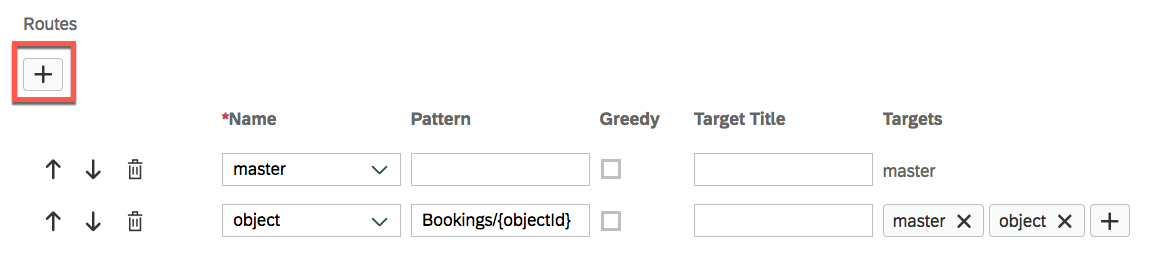 Routes
*Name Pattern Greedy Target Title Targets
master master
object Bookings/{objectId} master object